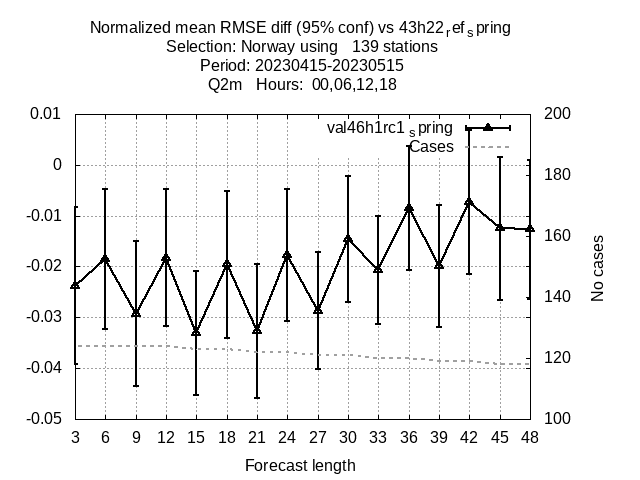 Normalized mean RMSE diff (95% conf) vs 43h22refspring
Selection: Norway using 139 stations
Period: 20230415-20230515
Q2m Hours: 00,06,12,18
0.01 200
val46h1rc1spring
Cases
0 180
-0.01
160
-0.02
140
-0.03
120
-0.04
-0.05 100
No cases
3 6 9 12 15 18 21 24 27 30 33 36 39 42 45 48
Forecast length